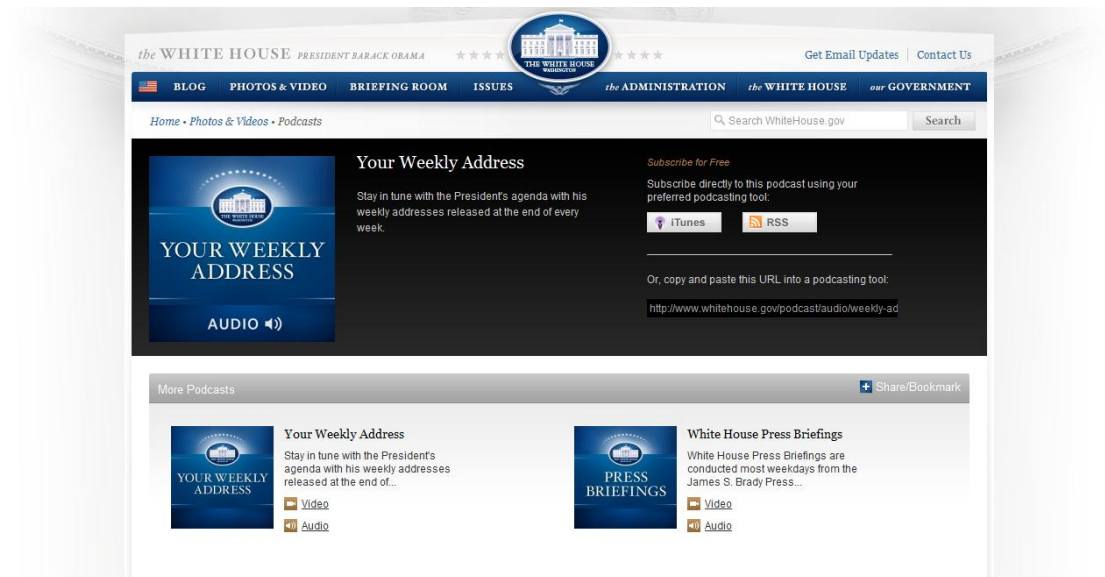 the WHITE HOUSE PRESIDENT BARACK OBAMA
THE WHITE HOUSE
WASHINGTON
Get Email Updates
Contact Us
BLOG
PHOTOS & VIDEO
BRIEFING ROOM
ISSUES
the ADMINISTRATION
the WHITE HOUSE
our GOVERNMENT
Home • Photos & Videos • Podcasts
Search WhiteHouse.gov
Search
THE WHITE HOUSE
WASHINGTON
YOUR WEEKLY
ADDRESS
AUDIO
Your Weekly Address
Stay in tune with the President's agenda with his
weekly addresses released at the end of every
week.
Subscribe for Free
Subscribe directly to this podcast using your
preferred podcasting tool:
iTunes
RSS
Or, copy and paste this URL into a podcasting tool:
http://www.whitehouse.gov/podcast/audio/weekly-ad
More Podcasts
Share/Bookmark
YOUR WEEKLY
ADDRESS
Your Weekly Address
Stay in tune with the President's
agenda with his weekly addresses
released at the end of...
Video
Audio
PRESS
BRIEFINGS
White House Press Briefings
White House Press Briefings are
conducted most weekdays from the
James S. Brady Press...
Video
Audio